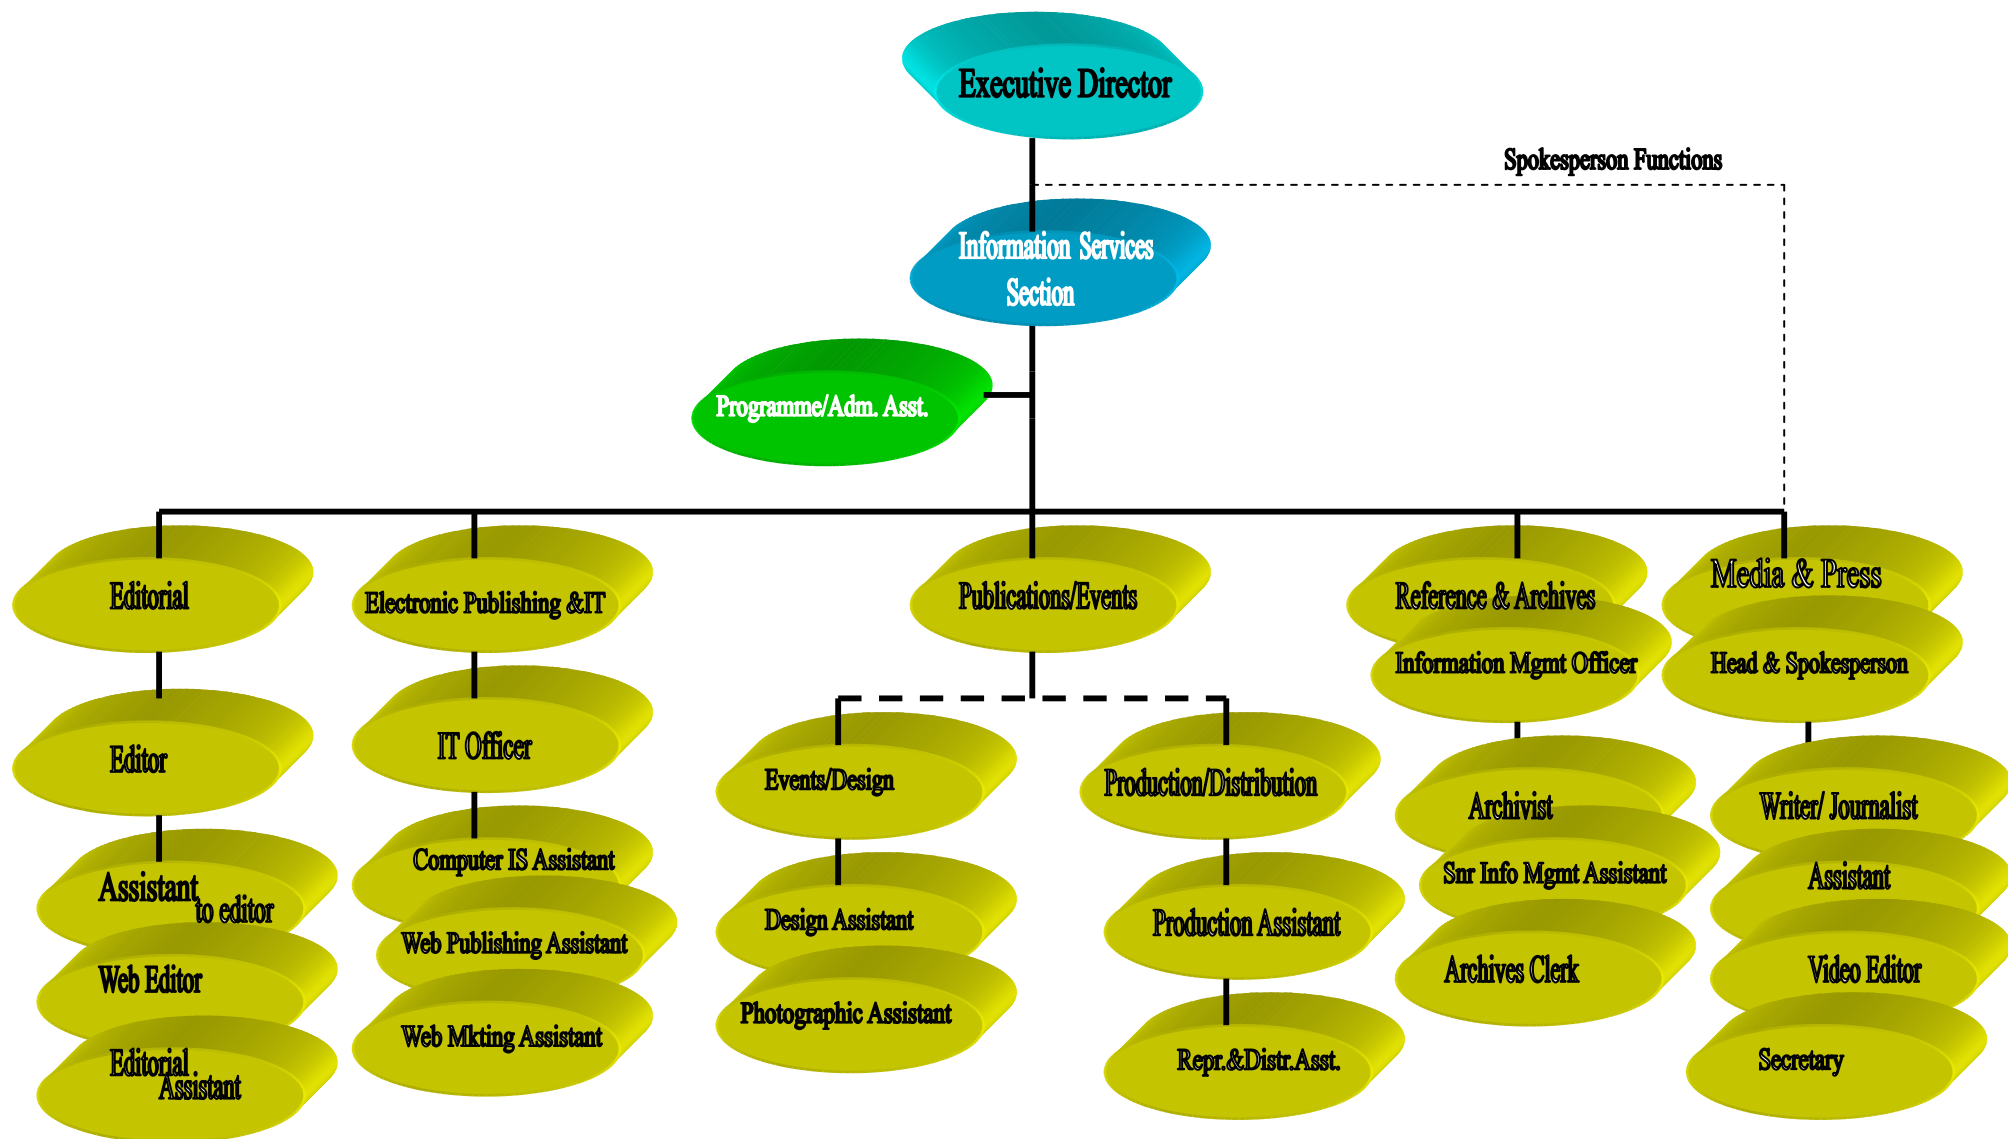 Executive Director
Spokesperson Functions
Information Services
Section
Programme/Adm. Asst.
Editorial
Electronic Publishing &IT
Publications/Events
Reference & Archives
Media & Press
Information Mgmt Officer
Head & Spokesperson
Editor
IT Officer
Events/Design
Production/Distribution
Archivist
Writer/ Journalist
Assistant
to editor
Computer IS Assistant
Design Assistant
Production Assistant
Snr Info Mgmt Assistant
Assistant
Web Editor
Web Publishing Assistant
Photographic Assistant
Archives Clerk
Video Editor
Editorial .
Assistant
Web Mkting Assistant
Repr.&Distr.Asst.
Secretary